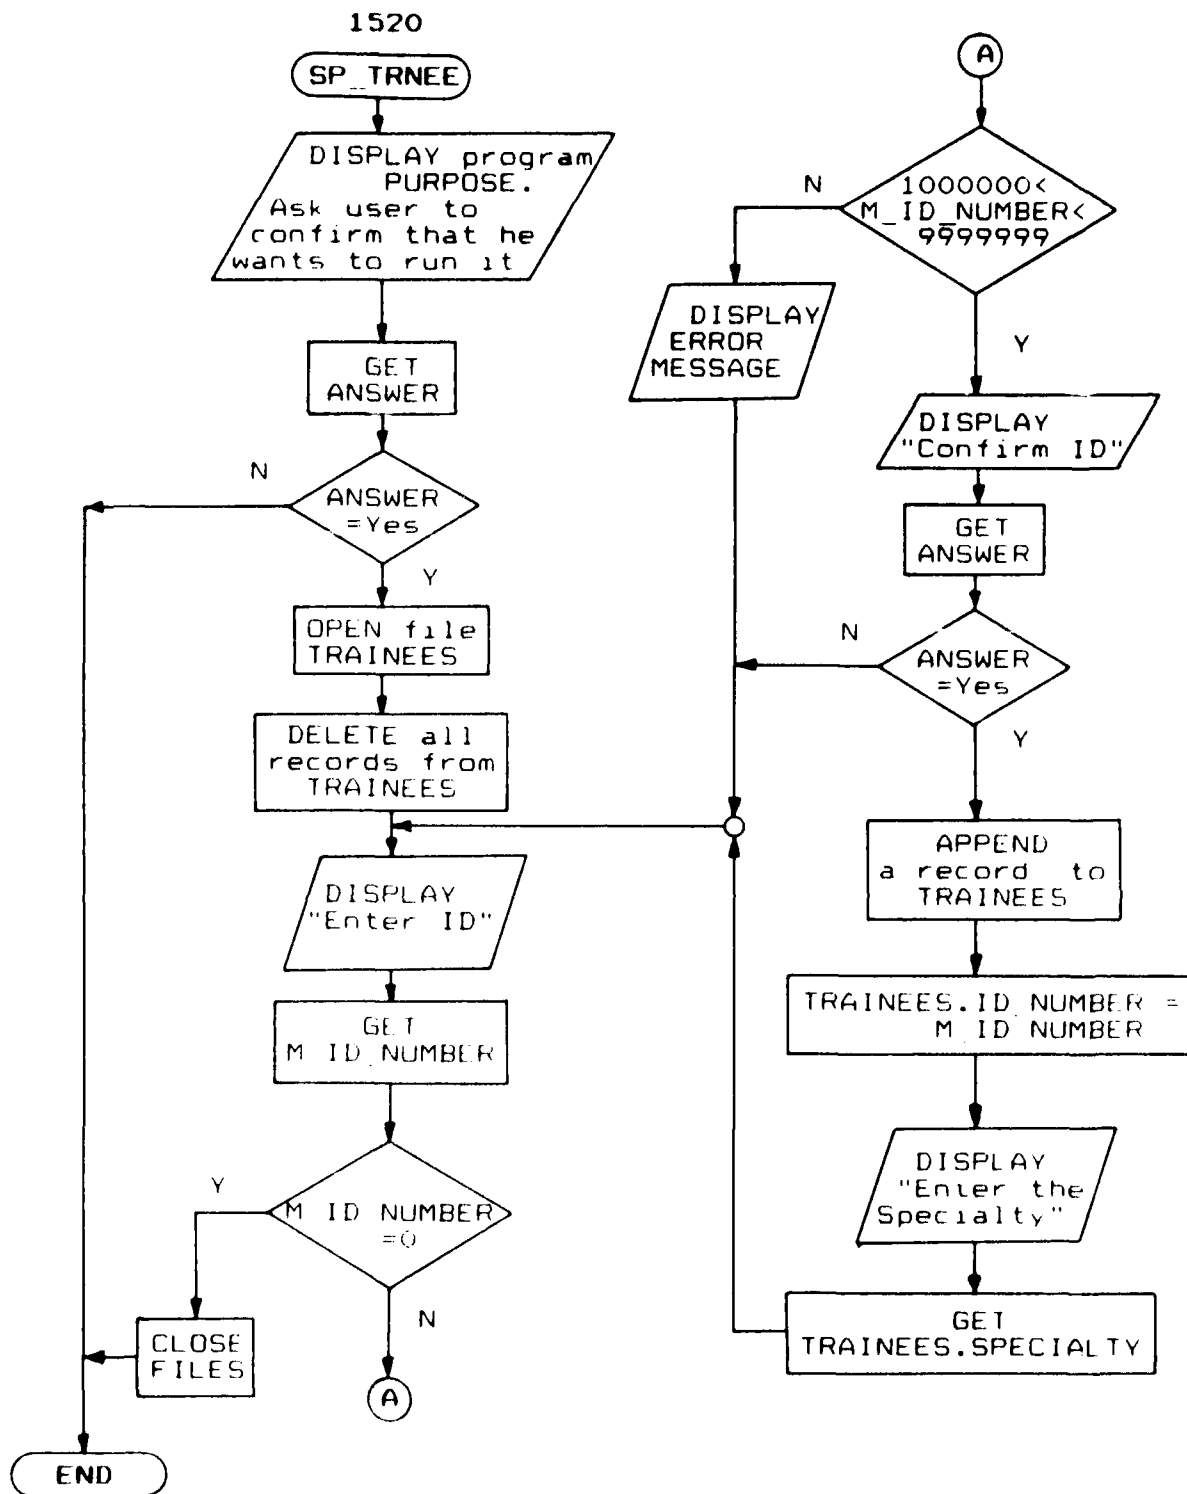 1520
SP_TRNEE
DISPLAY program
PURPOSE.
Ask user to
confirm that he
wants to run it
GET
ANSWER
N
ANSWER
=Yes
Y
OPEN file
TRAINEES
DELETE all
records from
TRAINEES
DISPLAY
"Enter ID"
GET
M ID NUMBER
Y
M ID NUMBER
=0
N
CLOSE
FILES
A
END
A
N
1000000<
M_ID_NUMBER<
9999999
DISPLAY
ERROR
MESSAGE
Y
DISPLAY
"Confirm ID"
GET
ANSWER
N
ANSWER
=Yes
Y
APPEND
a record to
TRAINEES
TRAINEES.ID NUMBER =
M ID NUMBER
DISPLAY
"Enter the
Specialty"
GET
TRAINEES.SPECIALTY